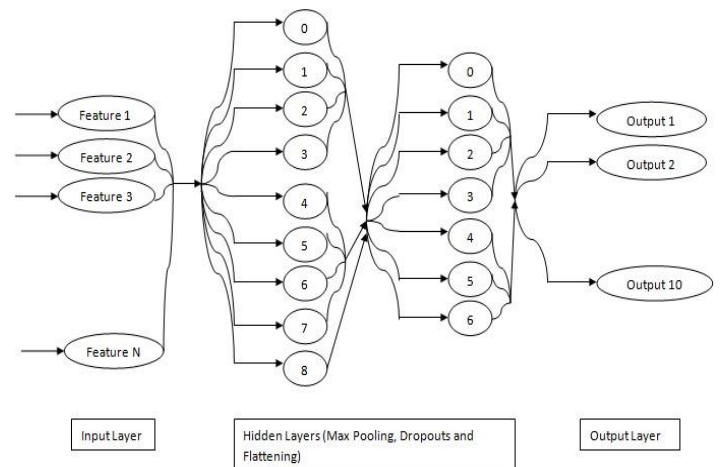 Feature 1
Feature 2
Feature 3
Feature N
0
1
2
3
4
5
6
7
8
0
1
2
3
4
5
6
Output 1
Output 2
Output 10
Input Layer
Hidden Layers (Max Pooling, Dropouts and
Flattening)
Output Layer